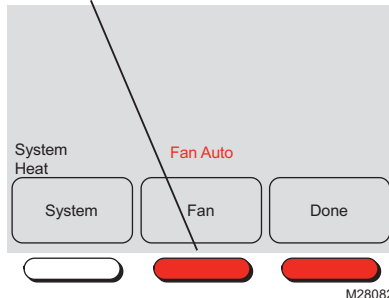 System
Heat
Fan Auto
System Fan Done
M28082